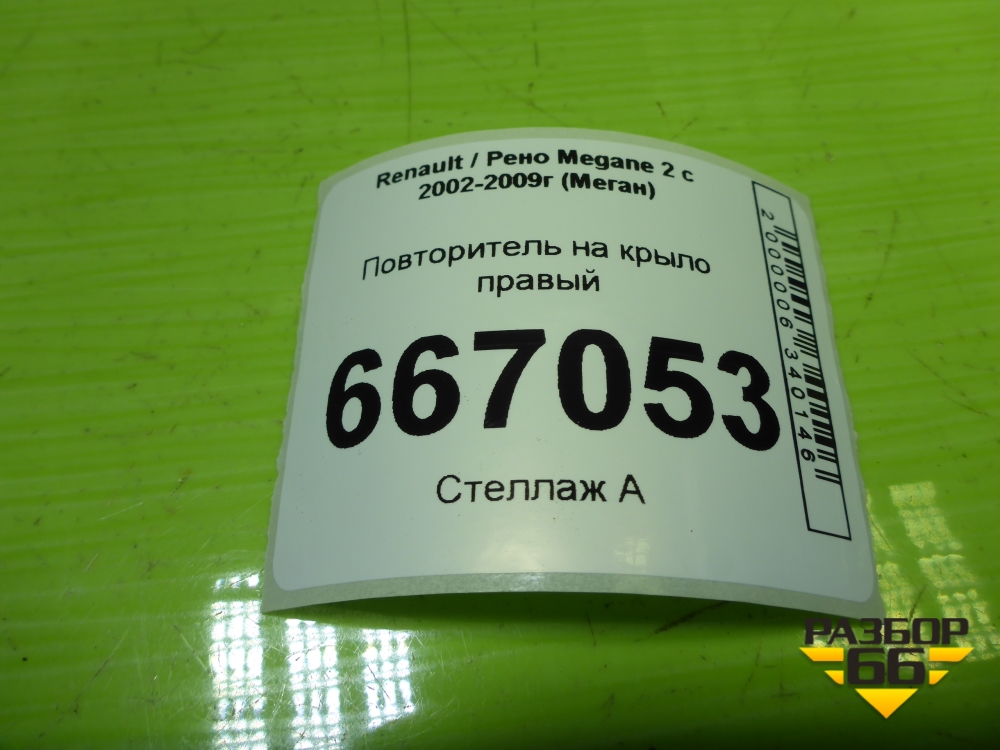 Renault / Рено Megane 2 с
2002-2009г (Меган)
Повторитель на крыло
правый
667053
Стеллаж А
2000006340146
РАЗБОР
66